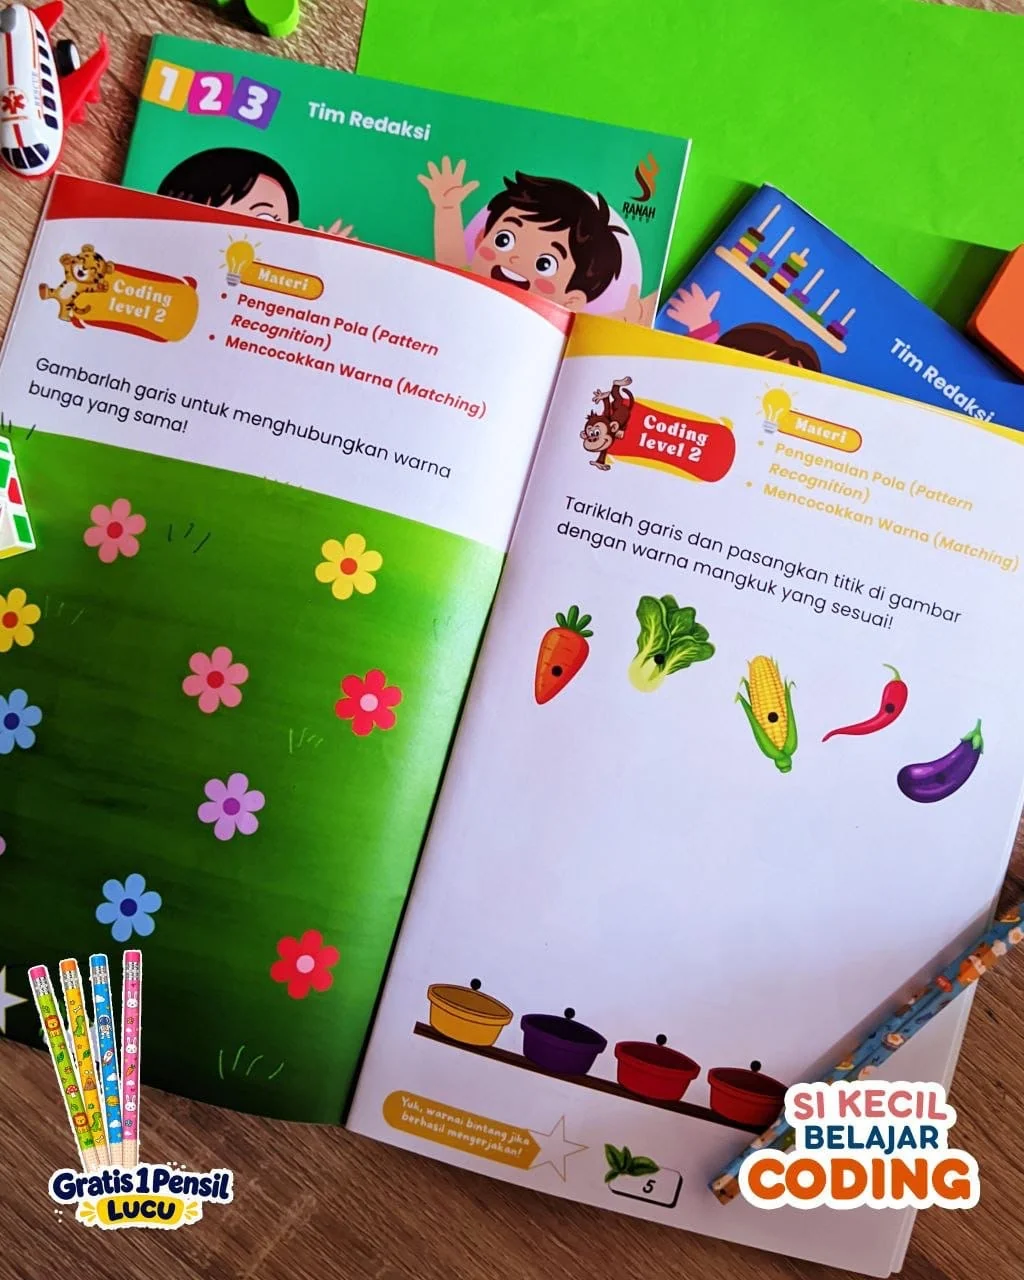 1 2 3
Tim Redaksi
RANAH
Tim Redaksi
Coding
level 2
Materi
• Pengenalan Pola (Pattern
Recognition)
• Mencocokkan Warna (Matching)
Gambarlah garis untuk menghubungkan warna
bunga yang sama!
Coding
level 2
Materi
• Pengenalan Pola (Pattern
Recognition)
• Mencocokkan Warna (Matching)
Tariklah garis dan pasangkan titik di gambar
dengan warna mangkuk yang sesuai!
Yuk, warnai bintang jika
berhasil mengerjakan!
5
Gratis 1 Pensil
LUCU
SI KECIL
BELAJAR
CODING